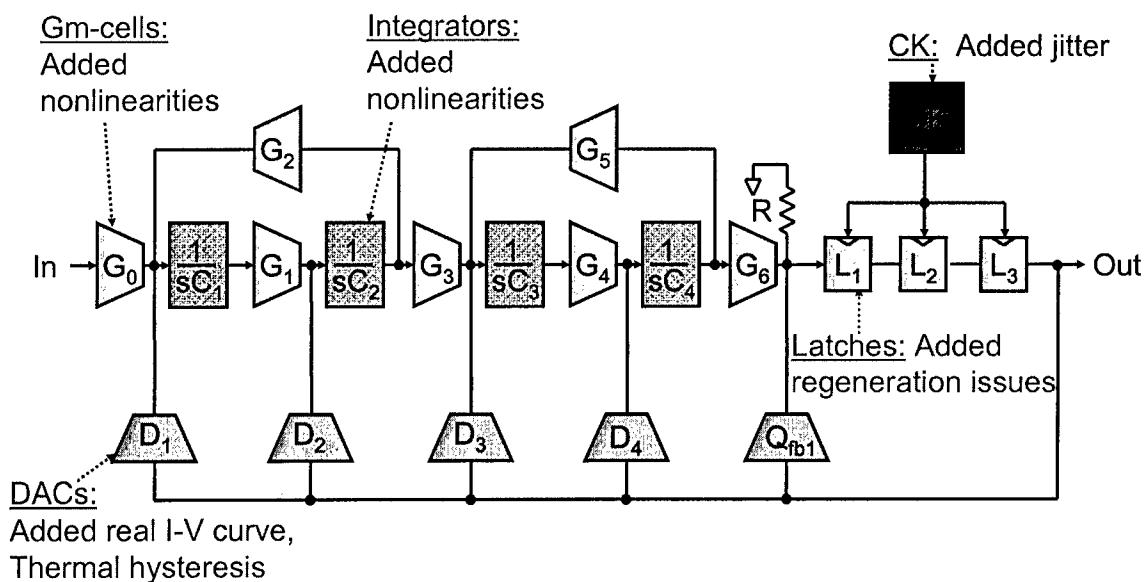 Gm-cells:
Added
nonlinearities
Integrators:
Added
nonlinearities
CK: Added jitter
G2
G5
R
In
G0
1
sC1
G1
1
sC2
G3
1
sC3
G4
1
sC4
G6
L1
L2
L3
Out
Latches: Added
regeneration issues
D1
D2
D3
D4
Qfb1
DACs:
Added real I-V curve,
Thermal hysteresis